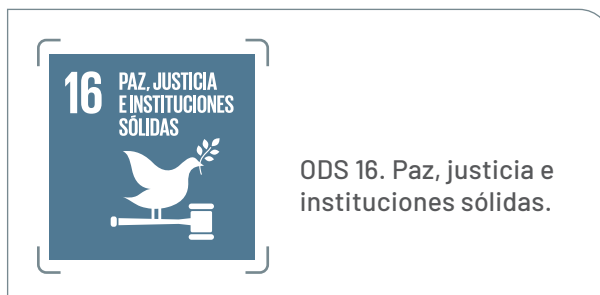 16 PAZ, JUSTICIA
E INSTITUCIONES
SÓLIDAS
ODS 16. Paz, justicia e
instituciones sólidas.